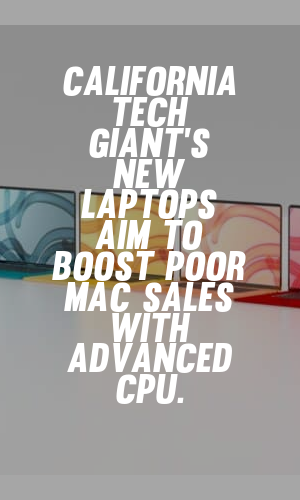 CALIFORNIA
TECH
GIANT'S
NEW
LAPTOPS
AIM TO
BOOST POOR
MAC SALES
WITH
ADVANCED
CPU.